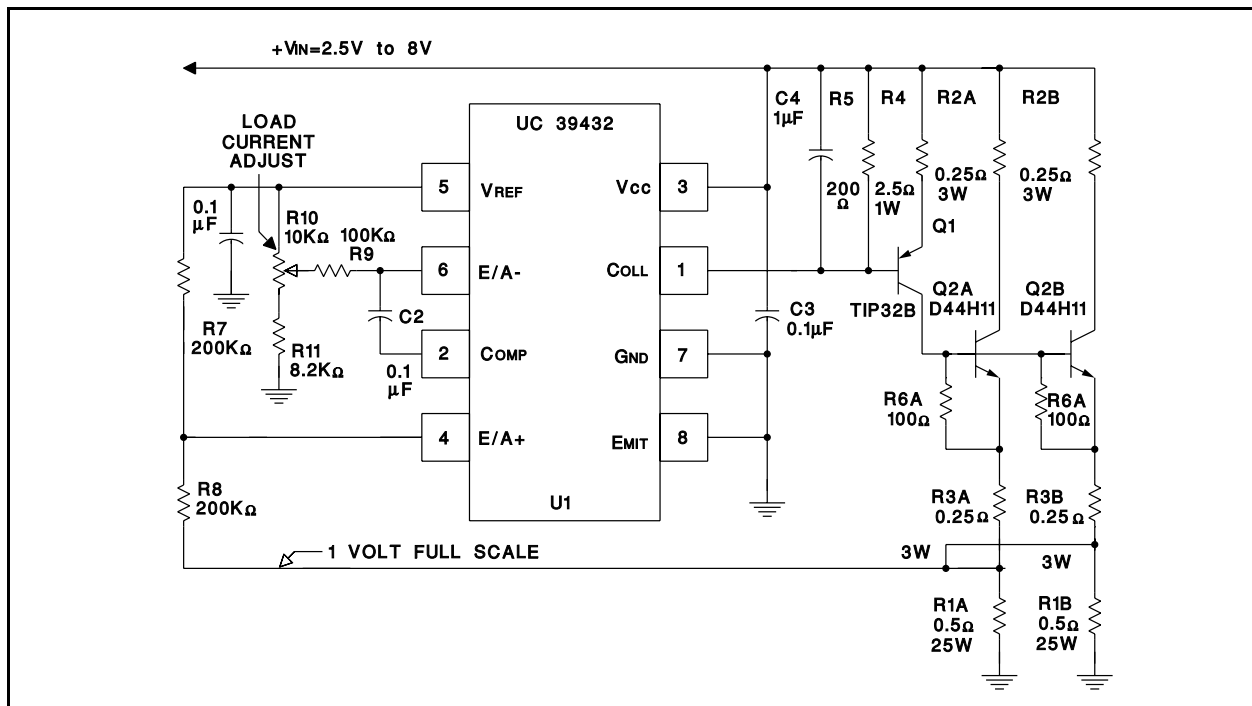 +VIN=2.5V to 8V
LOAD
CURRENT
ADJUST
0.1
µF
R10
10KΩ
100KΩ
R9
R7
200KΩ
R11
8.2KΩ
C2
0.1
µF
R8
200KΩ
1 VOLT FULL SCALE
UC 39432
5 VREF
6 E/A-
2 COMP
4 E/A+
VCC 3
COLL 1
GND 7
EMIT 8
U1
C4
1µF
R5
R4
R2A
R2B
200
Ω
2.5Ω
1W
0.25Ω
3W
0.25Ω
3W
Q1
TIP32B
C3
0.1µF
Q2A
D44H11
Q2B
D44H11
R6A
100Ω
R6A
100Ω
R3A
0.25Ω
R3B
0.25Ω
3W
3W
R1A
0.5Ω
25W
R1B
0.5Ω
25W